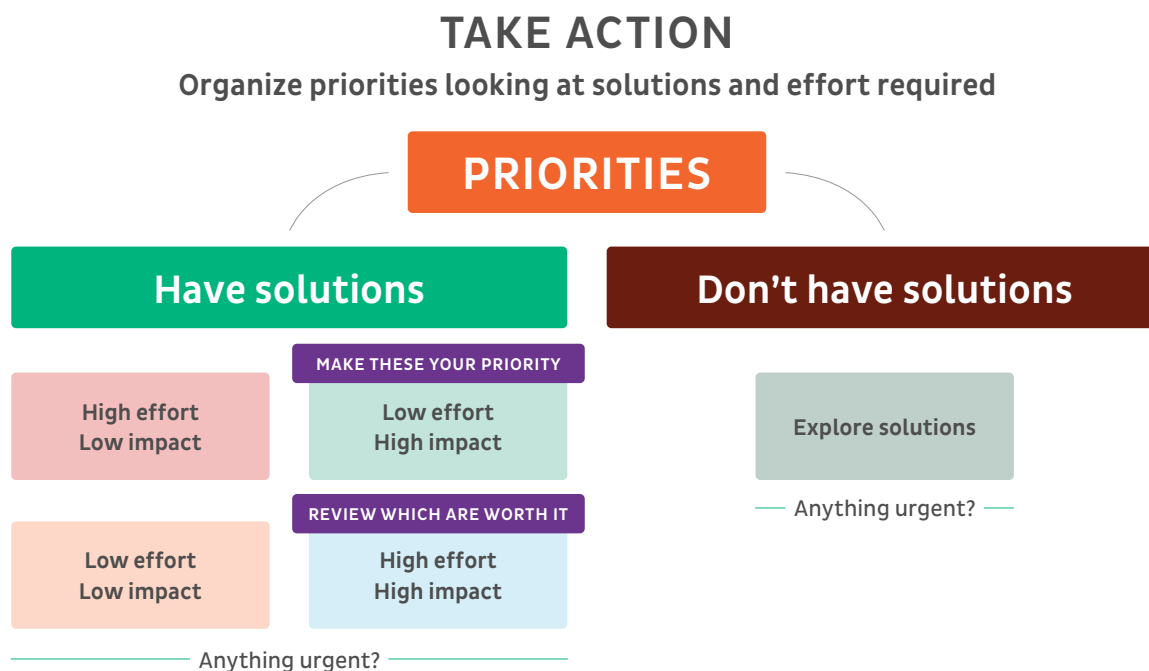 TAKE ACTION
Organize priorities looking at solutions and effort required
PRIORITIES
Have solutions
Don’t have solutions
High effort
Low impact
MAKE THESE YOUR PRIORITY
Low effort
High impact
Low effort
Low impact
REVIEW WHICH ARE WORTH IT
High effort
High impact
Anything urgent?
Explore solutions
Anything urgent?